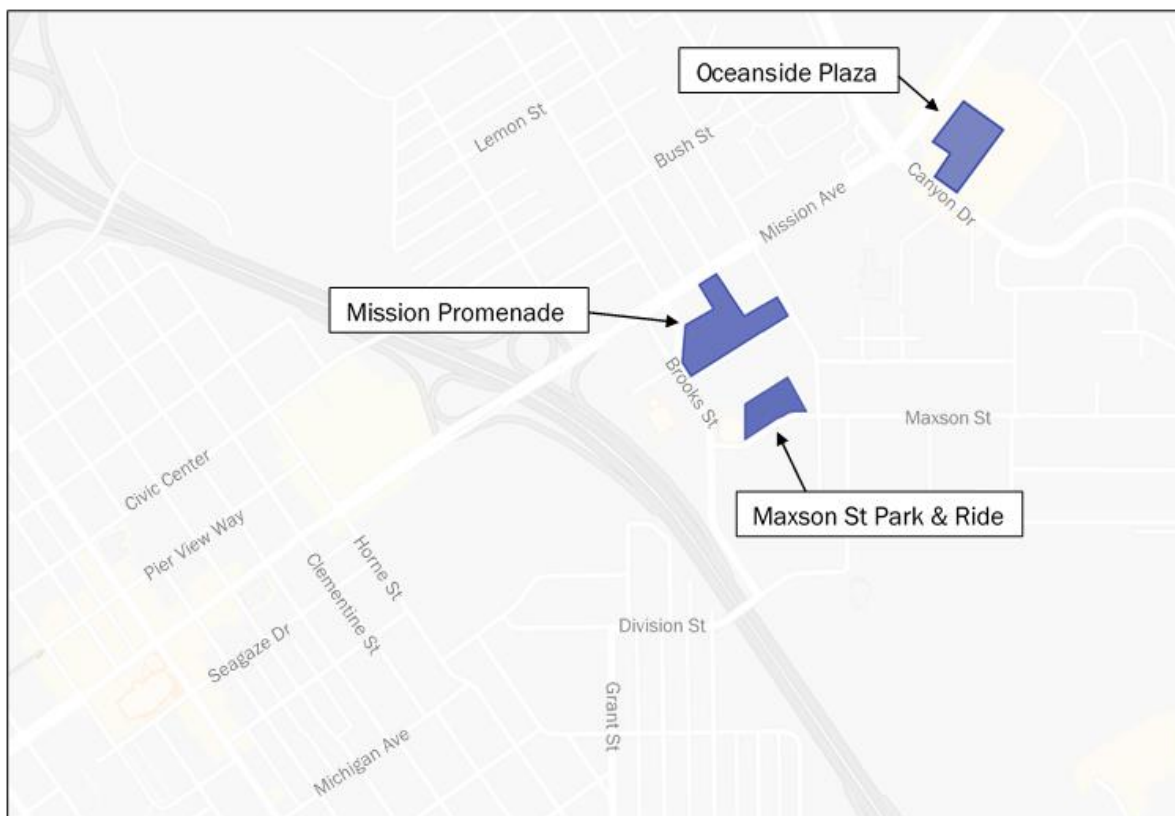 Oceanside Plaza
Lemon St
Bush St
Mission Ave
Canyon Dr
Mission Promenade
Brooks St
Maxson St
Civic Center
Maxson St Park & Ride
Pier View Way
Horne St
Clementine St
Seagaze Dr
Division St
Grant St
Michigan Ave